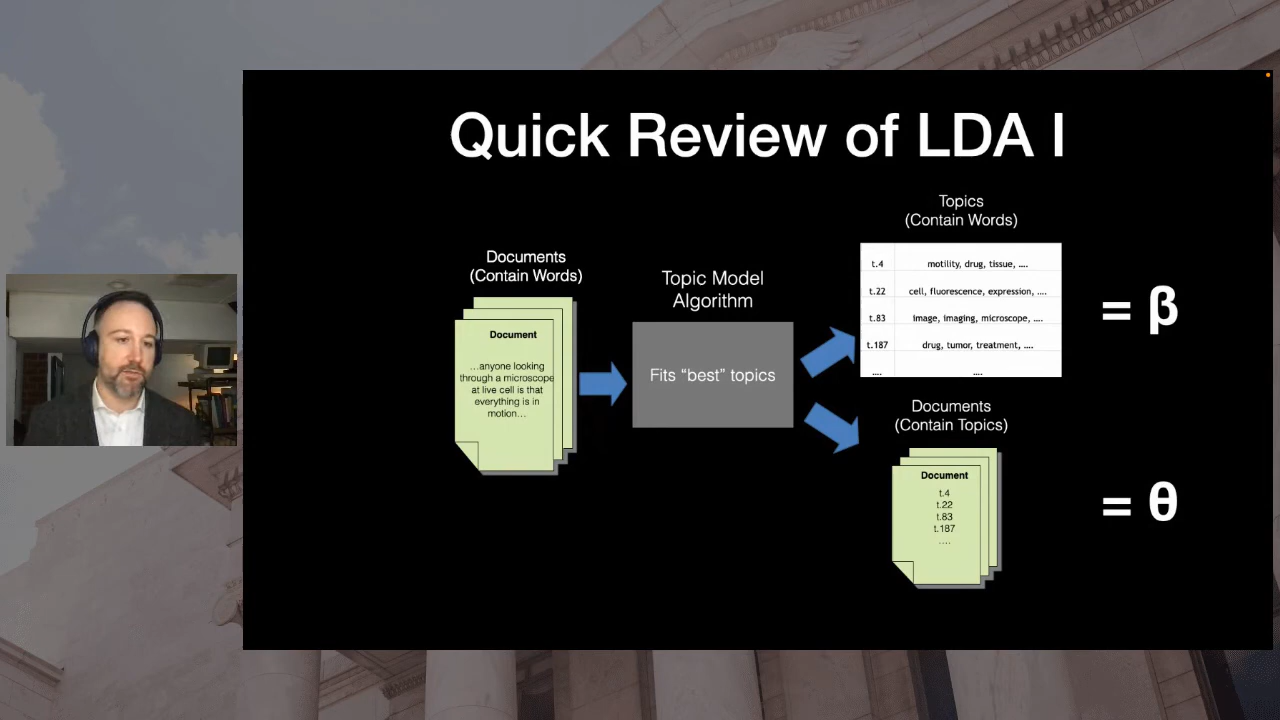 Quick Review of LDA I
Documents
(Contain Words)
Document
...anyone looking
through a microscope
at live cell is that
everything is in
motion...
Topic Model
Algorithm
Fits “best” topics
Topics
(Contain Words)
t.4 motility, drug, tissue, ....
t.22 cell, fluorescence, expression, ....
t.83 image, imaging, microscope, ....
t.187 drug, tumor, treatment, ....
.... ....
= β
Documents
(Contain Topics)
Document
t.4
t.22
t.83
t.187
....
= θ